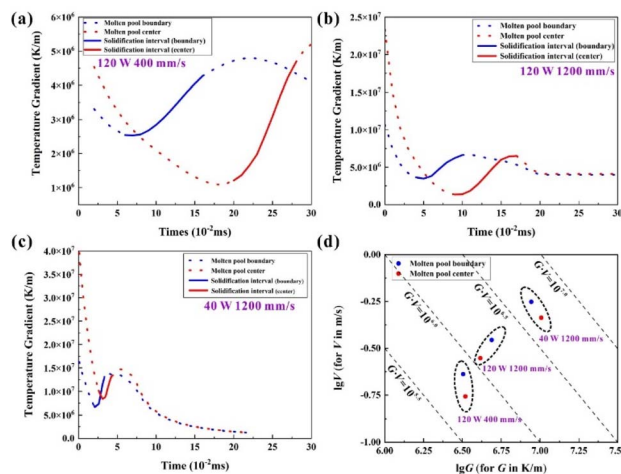 (a)
Molten pool boundary
Molten pool center
Solidification interval (boundary)
Solidification interval (center)
120 W 400 mm/s
Temperature Gradient (K/m)
6×10⁶
5×10⁶
4×10⁶
3×10⁶
2×10⁶
1×10⁶
0 5 10 15 20 25 30
Times (10⁻²ms)
(b)
Molten pool boundary
Molten pool center
Solidification interval (boundary)
Solidification interval (center)
120 W 1200 mm/s
Temperature Gradient (K/m)
2.5×10⁷
2.0×10⁷
1.5×10⁷
1.0×10⁷
5.0×10⁶
0.0
0 5 10 15 20 25 30
Time (10⁻²ms)
(c)
Molten pool boundary
Molten pool center
Solidification interval (boundary)
Solidification interval (center)
40 W 1200 mm/s
Temperature Gradient (K/m)
4.0×10⁷
3.5×10⁷
3.0×10⁷
2.5×10⁷
2.0×10⁷
1.5×10⁷
1.0×10⁷
5.0×10⁶
0.0
0 5 10 15 20 25 30
Time (10⁻²ms)
(d)
Molten pool boundary
Molten pool center
40 W 1200 mm/s
120 W 1200 mm/s
120 W 400 mm/s
lgV (for V in m/s)
0.00
-0.25
-0.50
-0.75
-1.00
6.00 6.25 6.50 6.75 7.00 7.25 7.50
lgG (for G in K/m)